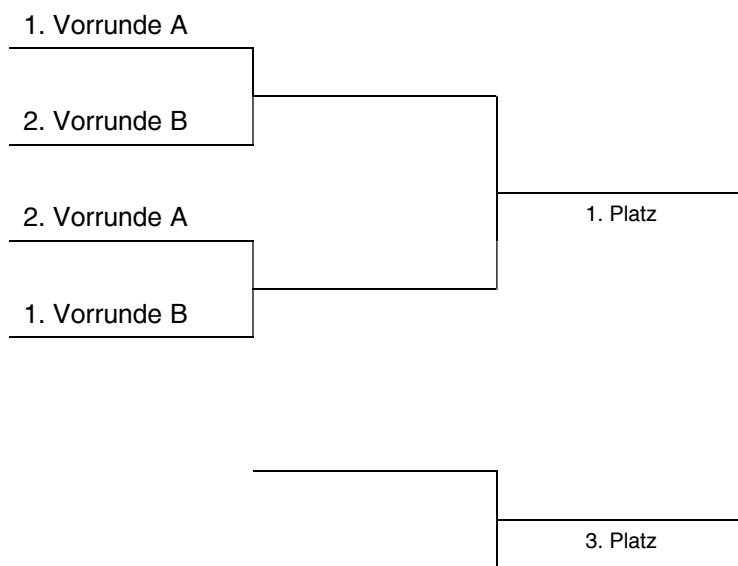 1. Vorrunde A
2. Vorrunde B
2. Vorrunde A
1. Platz
1. Vorrunde B
3. Platz